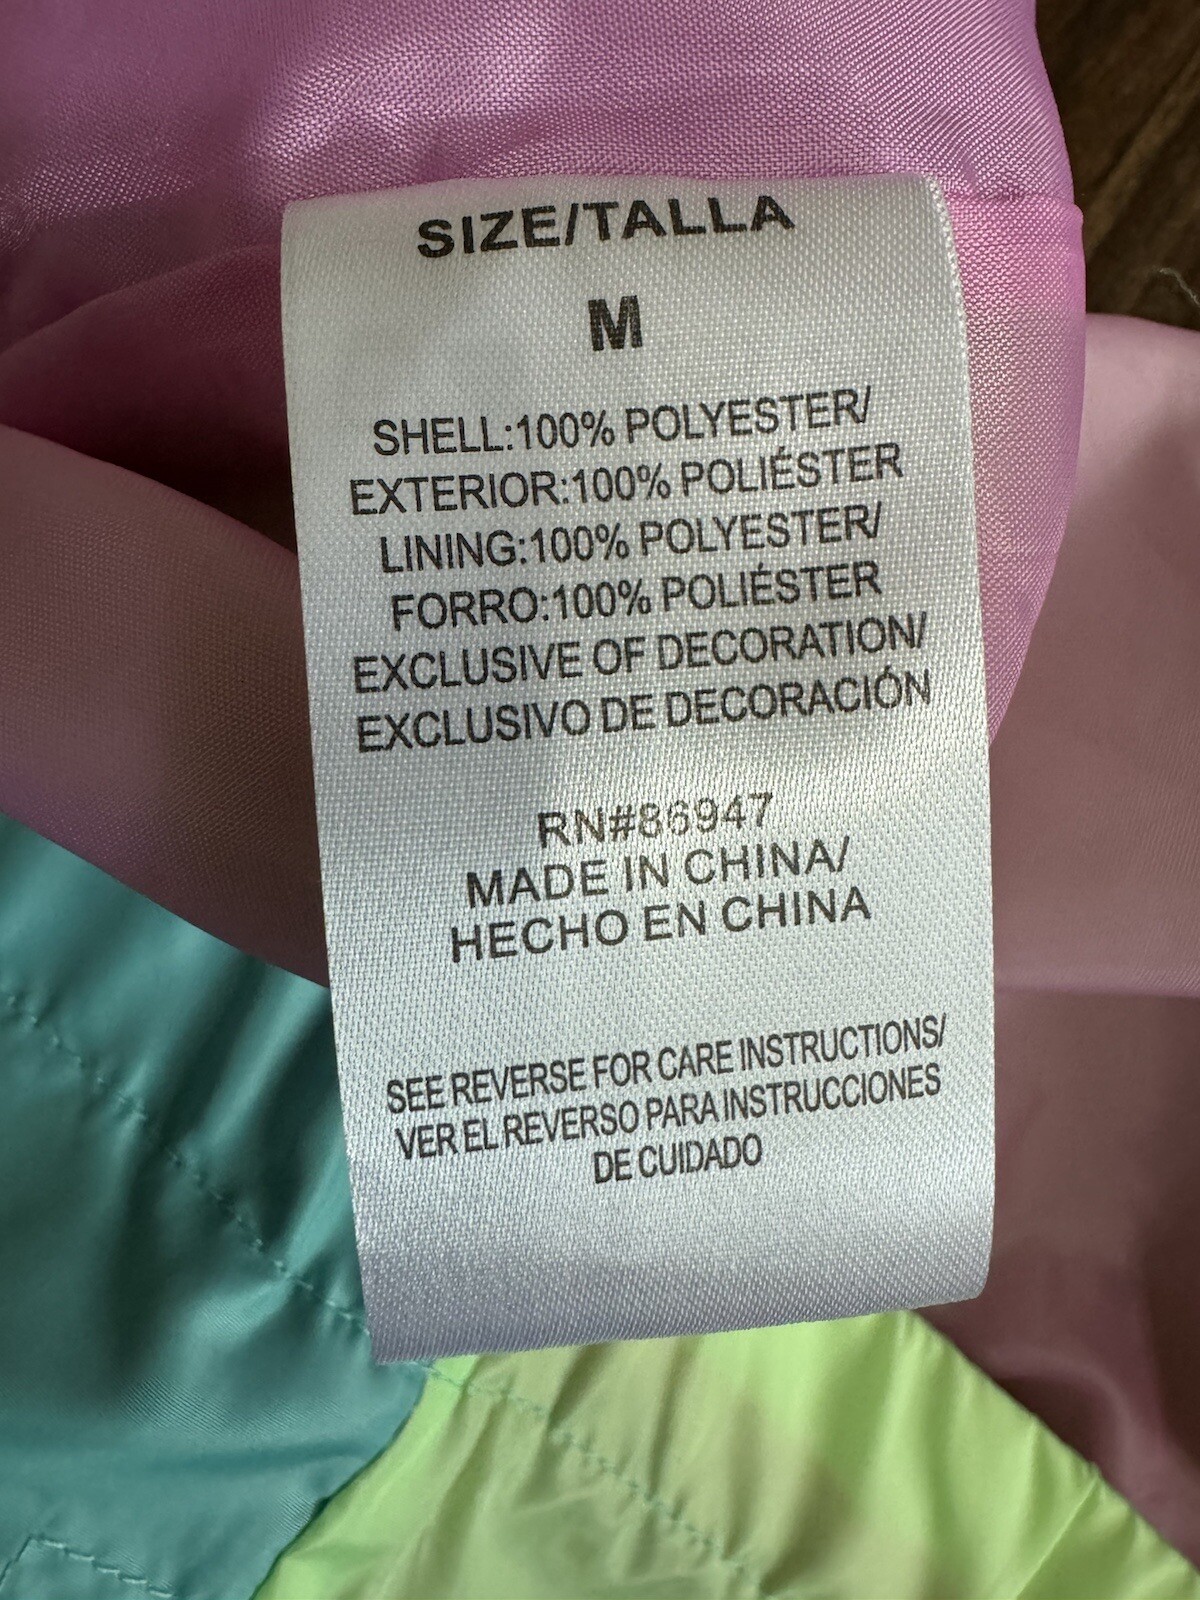 SIZE/TALLA
M
SHELL:100% POLYESTER/
EXTERIOR:100% POLIÉSTER
LINING:100% POLYESTER/
FORRO:100% POLIÉSTER
EXCLUSIVE OF DECORATION/
EXCLUSIVO DE DECORACIÓN
RN#86947
MADE IN CHINA/
HECHO EN CHINA
SEE REVERSE FOR CARE INSTRUCTIONS/
VER EL REVERSO PARA INSTRUCCIONES
DE CUIDADO